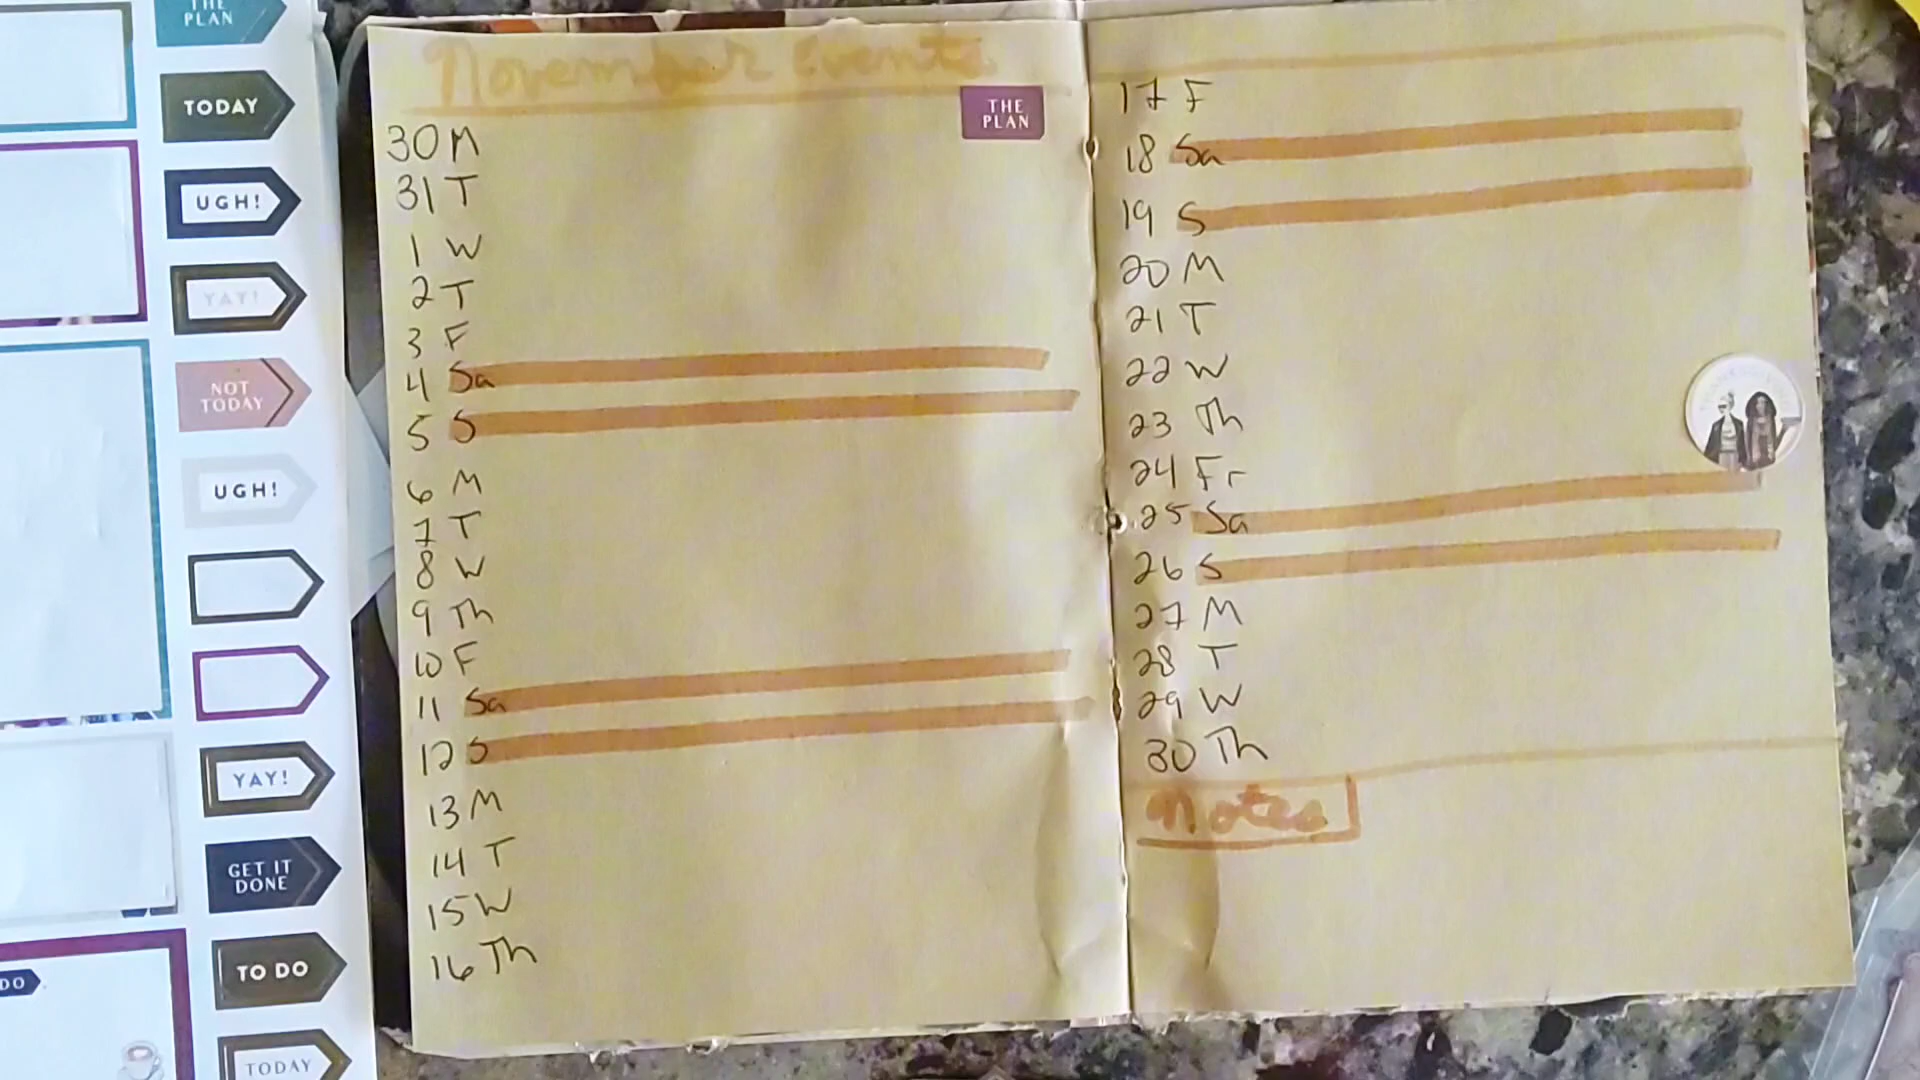 THE
PLAN
TODAY
UGH!
YAY!
NOT
TODAY
UGH!
YAY!
GET IT
DONE
TO DO
TODAY
DO
November Events
THE
PLAN
30 M
31 T
1 W
2 T
3 F
4 Sa
5 S
6 M
7 T
8 W
9 Th
10 F
11 Sa
12 S
13 M
14 T
15 W
16 Th
17 F
18 Sa
19 S
20 M
21 T
22 W
23 Th
24 Fr
25 Sa
26 S
27 M
28 T
29 W
30 Th
Notes